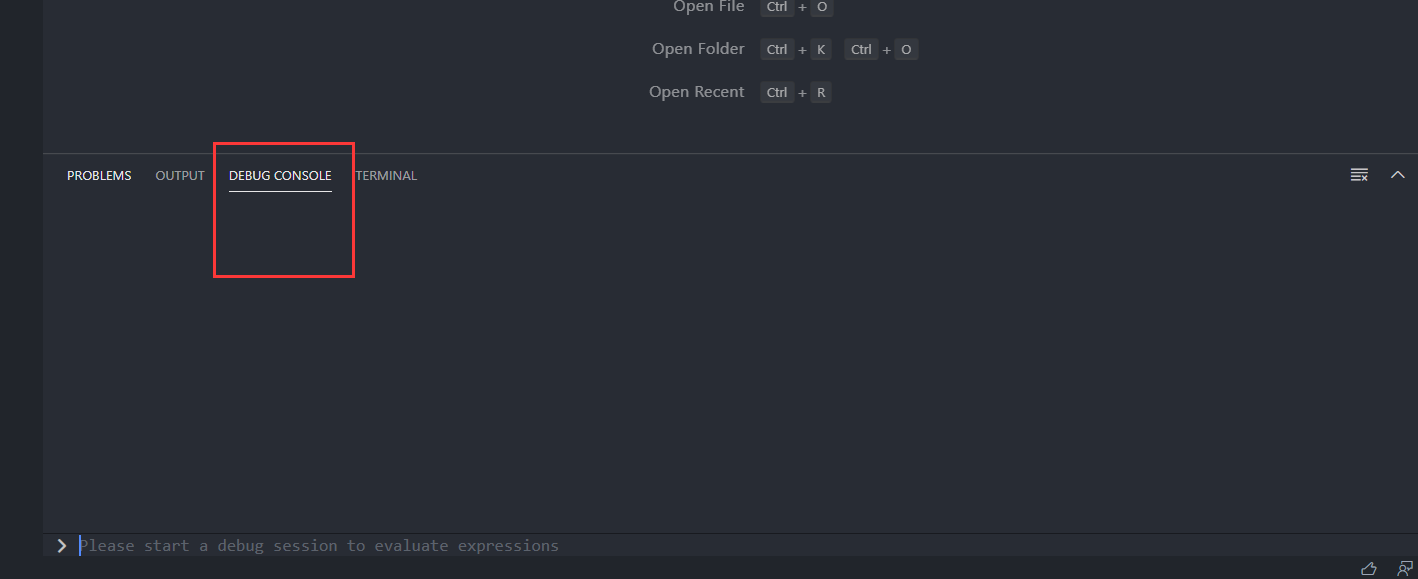 Open File Ctrl + O
Open Folder Ctrl + K Ctrl + O
Open Recent Ctrl + R
PROBLEMS OUTPUT DEBUG CONSOLE TERMINAL
Please start a debug session to evaluate expressions